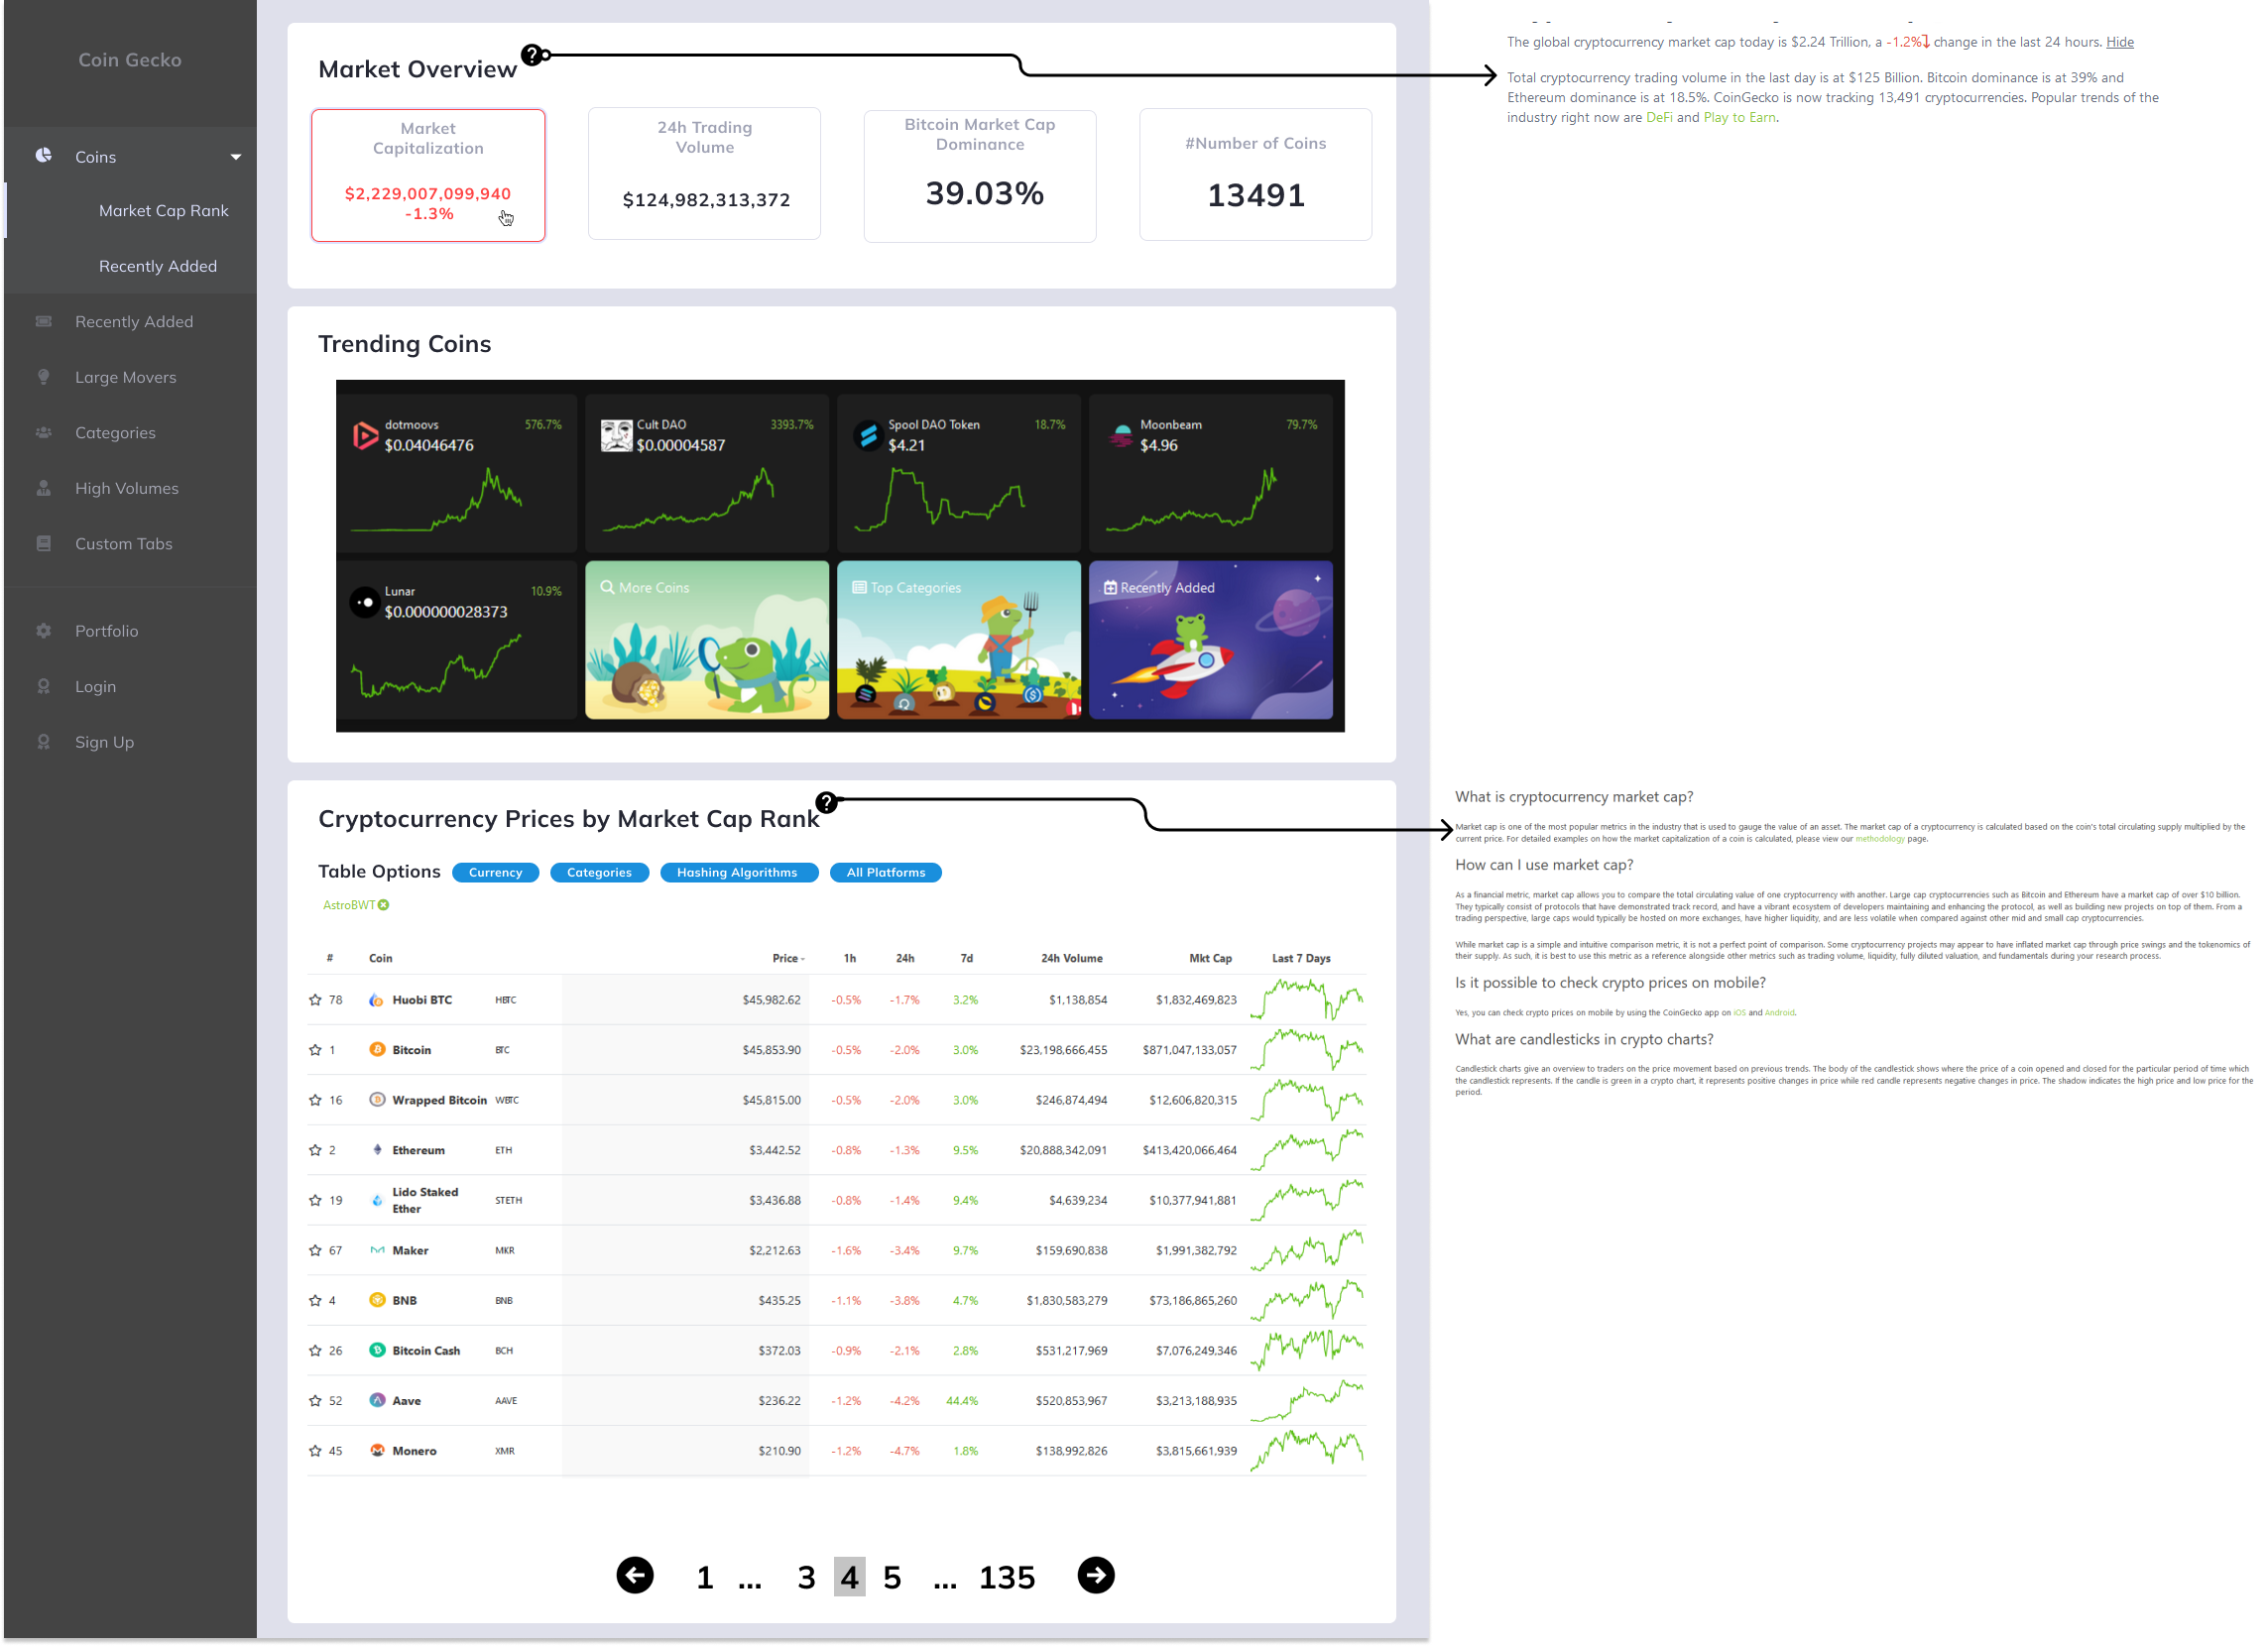 Coin Gecko
Coins
Market Cap Rank
Recently Added
Recently Added
Large Movers
Categories
High Volumes
Custom Tabs
Portfolio
Login
Sign Up
Market Overview
?
Market
Capitalization
$2,229,007,099,940
-1.3%
24h Trading
Volume
$124,982,313,372
Bitcoin Market Cap
Dominance
39.03%
#Number of Coins
13491
The global cryptocurrency market cap today is $2.24 Trillion, a -1.2% change in the last 24 hours. Hide
Total cryptocurrency trading volume in the last day is at $125 Billion. Bitcoin dominance is at 39% and
Ethereum dominance is at 18.5%. CoinGecko is now tracking 13,491 cryptocurrencies. Popular trends of the
industry right now are DeFi and Play to Earn.
Trending Coins
dotmoovs 576.7%
$0.04046476
Cult DAO 3393.7%
$0.00004587
Spool DAO Token 18.7%
$4.21
Moonbeam 79.7%
$4.96
Lunar 10.9%
$0.000000028373
More Coins
Top Categories
Recently Added
Cryptocurrency Prices by Market Cap Rank
?
Table Options Currency Categories Hashing Algorithms All Platforms
AstroBWT
# Coin Price 1h 24h 7d 24h Volume Mkt Cap Last 7 Days
78 Huobi BTC HBTC $45,982.62 -0.5% -1.7% 3.2% $1,138,854 $1,832,469,823
1 Bitcoin BTC $45,853.90 -0.5% -2.0% 3.0% $23,198,666,455 $871,047,133,057
16 Wrapped Bitcoin WBTC $45,815.00 -0.5% -2.0% 3.0% $246,874,494 $12,606,820,315
2 Ethereum ETH $3,442.52 -0.8% -1.3% 9.5% $20,888,342,091 $413,420,066,464
19 Lido Staked Ether STETH $3,436.88 -0.8% -1.4% 9.4% $4,639,234 $10,377,941,881
67 Maker MKR $2,212.63 -1.6% -3.4% 9.7% $159,690,838 $1,991,382,792
4 BNB BNB $435.25 -1.1% -3.8% 4.7% $1,830,583,279 $73,186,865,260
26 Bitcoin Cash BCH $372.03 -0.9% -2.1% 2.8% $531,217,969 $7,076,249,346
52 Aave AAVE $236.22 -1.2% -4.2% 44.4% $520,853,967 $3,213,188,935
45 Monero XMR $210.90 -1.2% -4.7% 1.8% $138,992,826 $3,815,661,939
1 ... 3 4 5 ... 135
What is cryptocurrency market cap?
Market cap is one of the most popular metrics in the industry that is used to gauge the value of an asset. The market cap of a cryptocurrency is calculated based on the coin's total circulating supply multiplied by the
current price. For detailed examples on how the market capitalization of a coin is calculated, please view our methodology page.
How can I use market cap?
As a financial metric, market cap allows you to compare the total circulating value of one cryptocurrency with another. Large cap cryptocurrencies such as Bitcoin and Ethereum have a market cap of over $10 billion.
They typically consist of protocols that have demonstrated track record, and have a vibrant ecosystem of developers maintaining and enhancing the protocol, as well as building new projects on top of them. From a
trading perspective, large caps would typically be hosted on more exchanges, have higher liquidity, and are less volatile when compared against other mid and small cap cryptocurrencies.
While market cap is a simple and intuitive comparison metric, it is not a perfect point of comparison. Some cryptocurrency projects may appear to have inflated market cap through price swings and the tokenomics of
their supply. As such, it is best to use this metric as a reference alongside other metrics such as trading volume, liquidity, fully diluted valuation, and fundamentals during your research process.
Is it possible to check crypto prices on mobile?
Yes, you can check crypto prices on mobile by using the CoinGecko app on iOS and Android.
What are candlesticks in crypto charts?
Candlestick charts give an overview to traders on the price movement based on previous trends. The body of the candlestick shows where the price of a coin opened and closed for the particular period of time which
the candlestick represents. If the candle is green in a crypto chart, it represents positive changes in price while red candle represents negative changes in price. The shadow indicates the high price and low price for the
period.